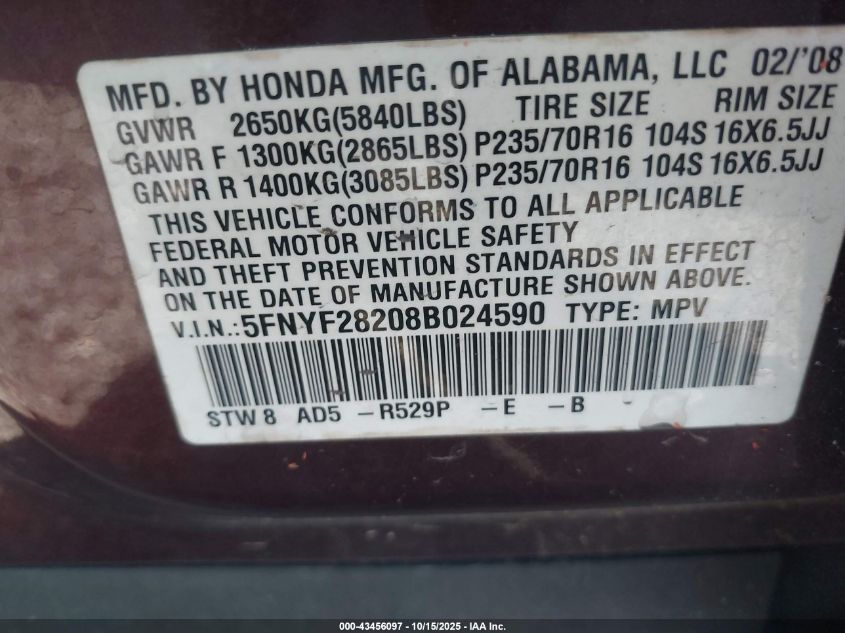 MFD. BY HONDA MFG. OF ALABAMA, LLC 02/'08
GVWR 2650KG(5840LBS) TIRE SIZE RIM SIZE
GAWR F 1300KG(2865LBS) P235/70R16 104S 16X6.5JJ
GAWR R 1400KG(3085LBS) P235/70R16 104S 16X6.5JJ
THIS VEHICLE CONFORMS TO ALL APPLICABLE
FEDERAL MOTOR VEHICLE SAFETY
AND THEFT PREVENTION STANDARDS IN EFFECT
ON THE DATE OF MANUFACTURE SHOWN ABOVE.
V.I.N.:5FNYF28208B024590 TYPE: MPV
STW 8 AD5 -R529P -E -B -
000-43456097 - 10/15/2025 - IAA Inc.